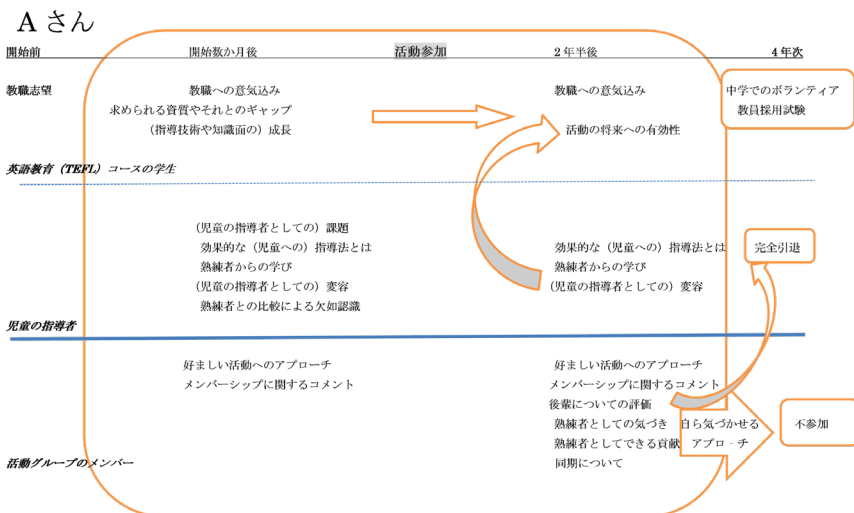 Aさん
開始前 開始数か月後 活動参加 2年半後 4年次
教職志望 教職への意気込み 教職への意気込み 中学でのボランティア
求められる資質やそれとのギャップ 教員採用試験
(指導技術や知識面の)成長 活動の将来への有効性
英語教育(TEFL)コースの学生
(児童の指導者としての)課題
効果的な(児童への)指導法とは 効果的な(児童への)指導法とは 完全引退
熟練者からの学び 熟練者からの学び
(児童の指導者としての)変容 (児童の指導者としての)変容
熟練者との比較による欠如認識
児童の指導者
好ましい活動へのアプローチ 好ましい活動へのアプローチ
メンバーシップに関するコメント メンバーシップに関するコメント
後輩についての評価
熟練者としての気づき 自ら気づかせる 不参加
熟練者としてできる貢献 アプローチ
活動グループのメンバー 同期について